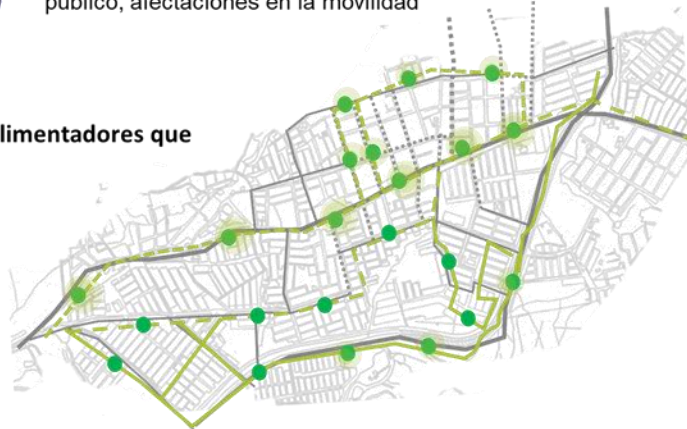 público, afectaciones en la movilidad
limentadores que